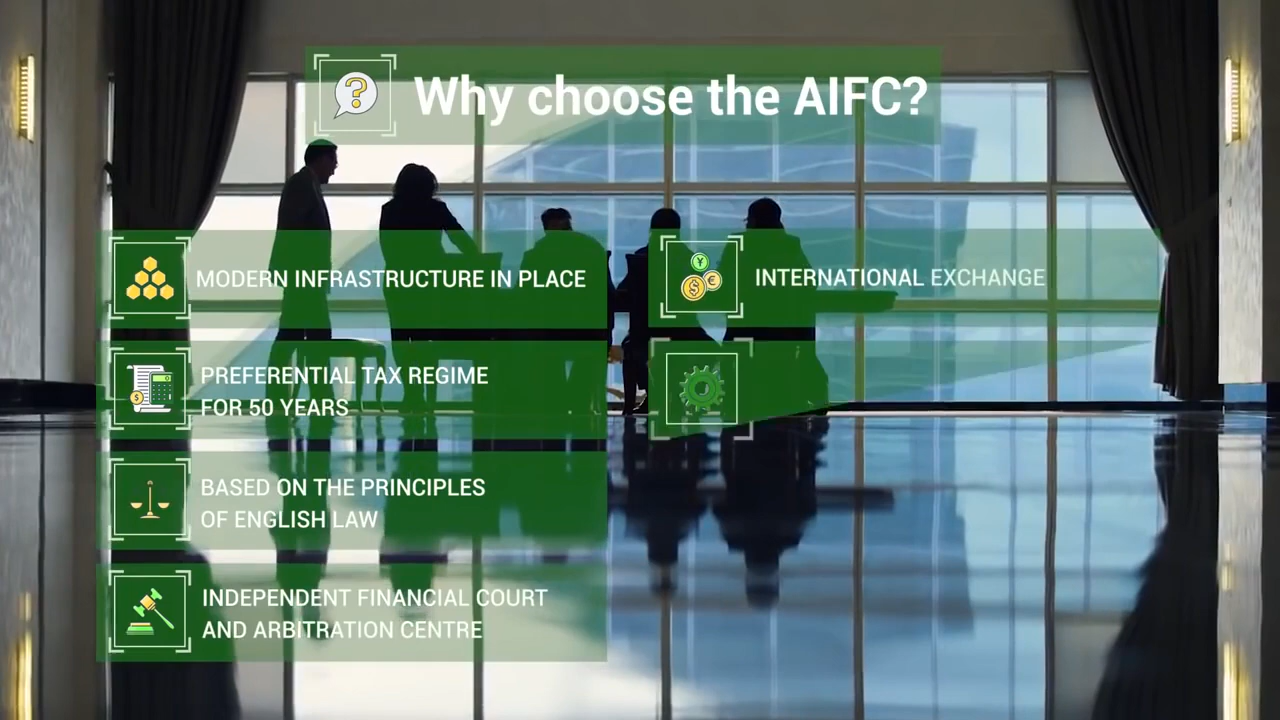 Why choose the AIFC?
MODERN INFRASTRUCTURE IN PLACE
PREFERENTIAL TAX REGIME
FOR 50 YEARS
BASED ON THE PRINCIPLES
OF ENGLISH LAW
INDEPENDENT FINANCIAL COURT
AND ARBITRATION CENTRE
INTERNATIONAL EXCHANGE